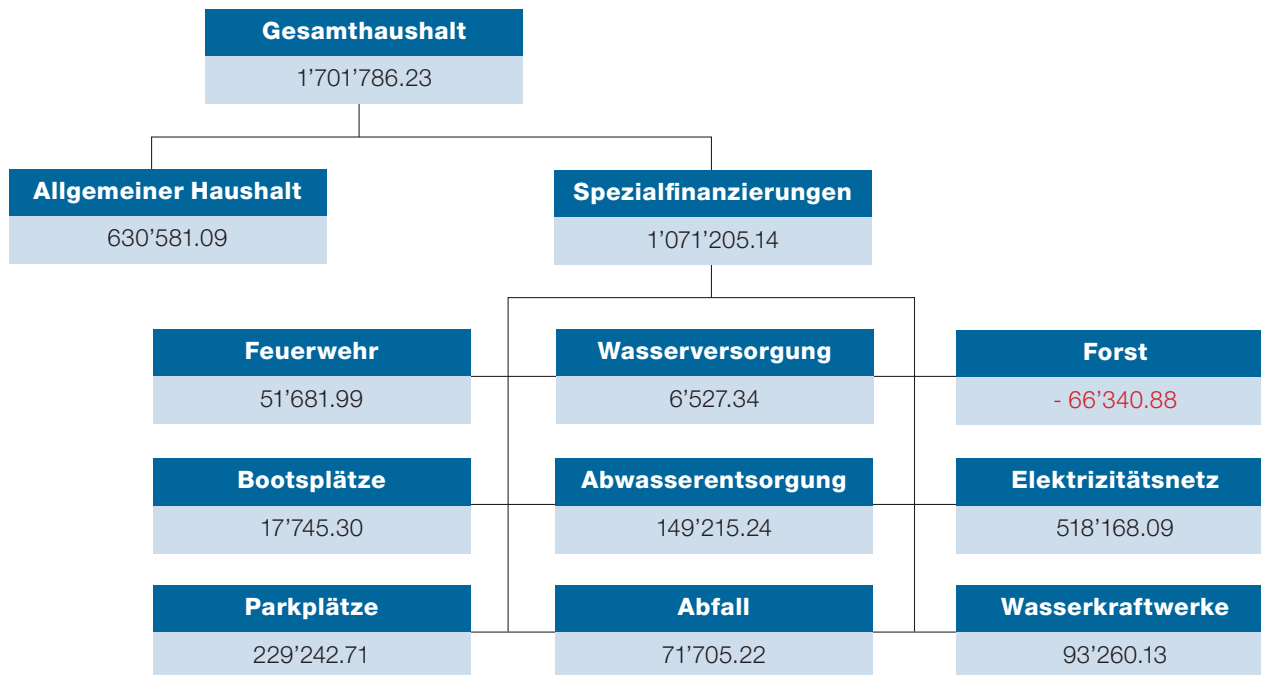 Gesamthaushalt
1’701’786.23
Allgemeiner Haushalt
630’581.09
Spezialfinanzierungen
1’071’205.14
Feuerwehr
51’681.99
Wasserversorgung
6’527.34
Forst
- 66’340.88
Bootsplätze
17’745.30
Abwasserentsorgung
149’215.24
Elektrizitätsnetz
518’168.09
Parkplätze
229’242.71
Abfall
71’705.22
Wasserkraftwerke
93’260.13